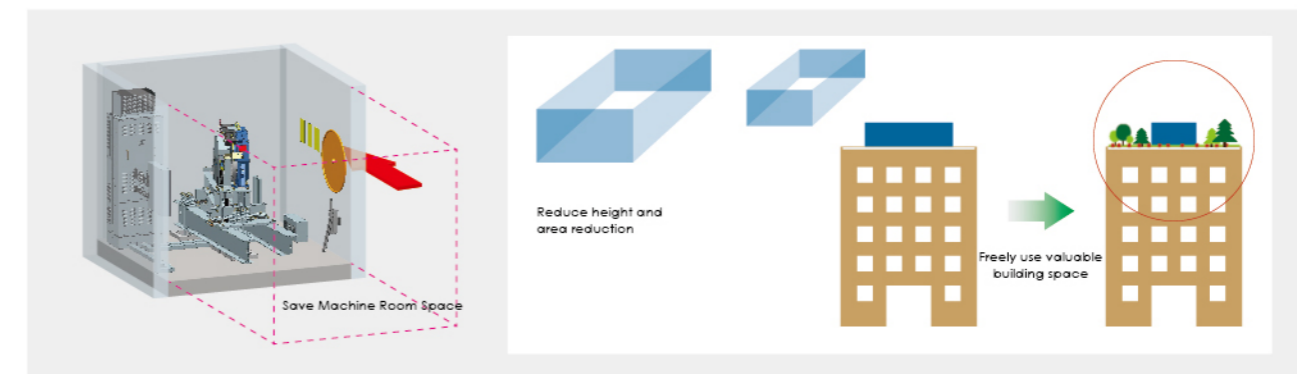 Save Machine Room Space
Reduce height and
area reduction
Freely use valuable
building space